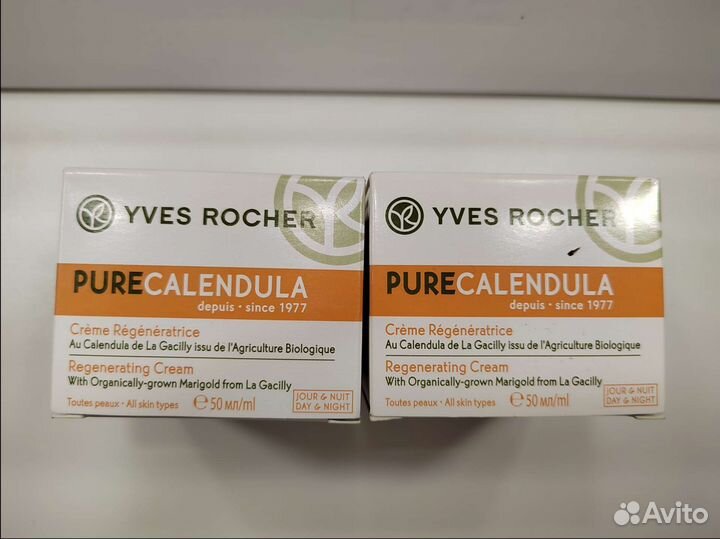 YVES ROCHER
PURECALENDULA
depuis · since 1977
Crème Régénératrice
Au Calendula de La Gacilly issu de l'Agriculture Biologique
Regenerating Cream
With Organically-grown Marigold from La Gacilly
Toutes peaux · All skin types ℮ 50 мл/ml
JOUR & NUIT
DAY & NIGHT
YVES ROCHER
PURECALENDULA
depuis · since 1977
Crème Régénératrice
Au Calendula de La Gacilly issu de l'Agriculture Biologique
Regenerating Cream
With Organically-grown Marigold from La Gacilly
Toutes peaux · All skin types ℮ 50 мл/ml
JOUR & NUIT
DAY & NIGHT
Avito